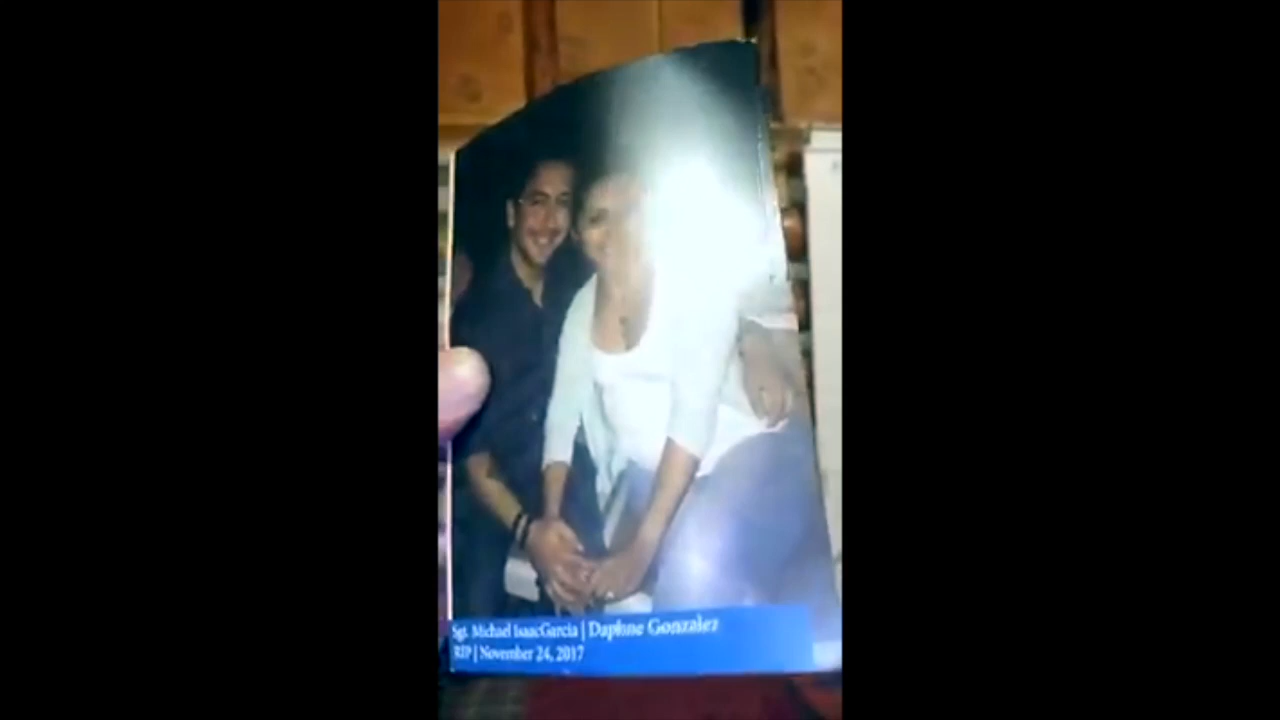 Sgt. Michael IsaacGarcia | Daphne Gonzalez
RIP | November 24, 2017